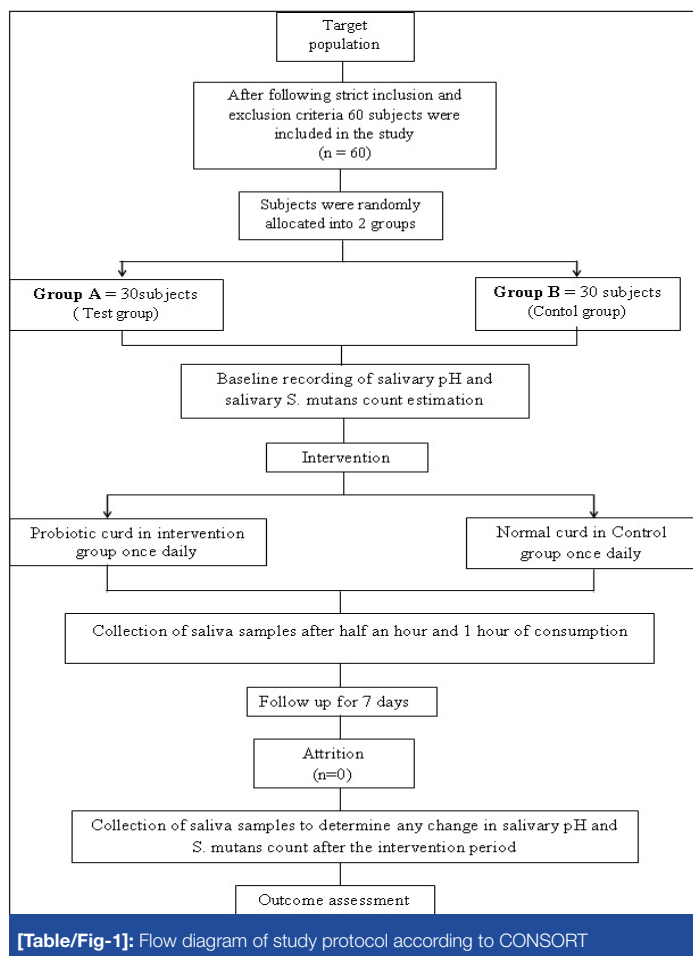 Target
population
After following strict inclusion and
exclusion criteria 60 subjects were
included in the study
(n = 60)
Subjects were randomly
allocated into 2 groups
Group A = 30subjects
( Test group)
Group B = 30 subjects
(Contol group)
Baseline recording of salivary pH and
salivary S. mutans count estimation
Intervention
Probiotic curd in intervention
group once daily
Normal curd in Control
group once daily
Collection of saliva samples after half an hour and 1 hour of consumption
Follow up for 7 days
Attrition
(n=0)
Collection of saliva samples to determine any change in salivary pH and
S. mutans count after the intervention period
Outcome assessment
[Table/Fig-1]: Flow diagram of study protocol according to CONSORT